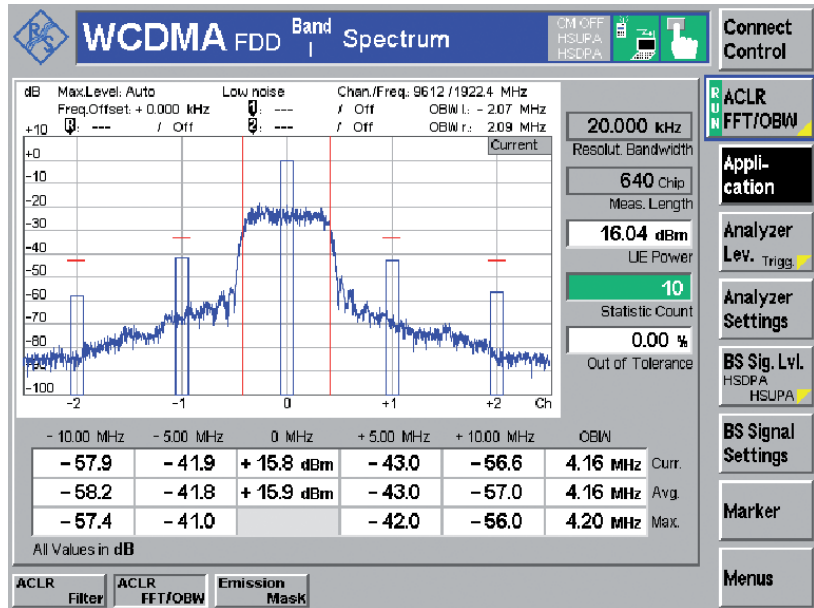 WCDMA FDD Band I Spectrum
CM OFF
HSUPA
HSDPA
Connect Control
dB Max.Level: Auto Low noise Chan./Freq.: 9612 / 1922.4 MHz
Freq.Offset: + 0.000 kHz 1: --- / Off OBW l.: - 2.07 MHz
+10 R: --- / Off 2: --- / Off OBW r.: 2.09 MHz
Current
+0
-10
-20
-30
-40
-50
-60
-70
-80
-100
-2 -1 0 +1 +2 Ch
20.000 kHz
Resolut. Bandwidth
640 Chip
Meas. Length
16.04 dBm
UE Power
10
Statistic Count
0.00 %
Out of Tolerance
- 10.00 MHz - 5.00 MHz 0 MHz + 5.00 MHz + 10.00 MHz OBW
- 57.9 - 41.9 + 15.8 dBm - 43.0 - 56.6 4.16 MHz Curr.
- 58.2 - 41.8 + 15.9 dBm - 43.0 - 57.0 4.16 MHz Avg.
- 57.4 - 41.0 - 42.0 - 56.0 4.20 MHz Max.
All Values in dB
RUN
ACLR
FFT/OBW
Appli-
cation
Analyzer
Lev. Trigg.
Analyzer
Settings
BS Sig. Lvl.
HSDPA
HSUPA
BS Signal
Settings
Marker
Menus
ACLR
Filter
ACLR
FFT/OBW
Emission
Mask